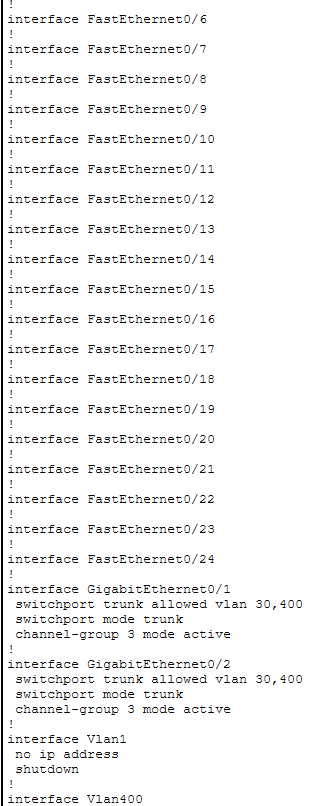 !
interface FastEthernet0/6
!
interface FastEthernet0/7
!
interface FastEthernet0/8
!
interface FastEthernet0/9
!
interface FastEthernet0/10
!
interface FastEthernet0/11
!
interface FastEthernet0/12
!
interface FastEthernet0/13
!
interface FastEthernet0/14
!
interface FastEthernet0/15
!
interface FastEthernet0/16
!
interface FastEthernet0/17
!
interface FastEthernet0/18
!
interface FastEthernet0/19
!
interface FastEthernet0/20
!
interface FastEthernet0/21
!
interface FastEthernet0/22
!
interface FastEthernet0/23
!
interface FastEthernet0/24
!
interface GigabitEthernet0/1
 switchport trunk allowed vlan 30,400
 switchport mode trunk
 channel-group 3 mode active
!
interface GigabitEthernet0/2
 switchport trunk allowed vlan 30,400
 switchport mode trunk
 channel-group 3 mode active
!
interface Vlan1
 no ip address
 shutdown
!
interface Vlan400